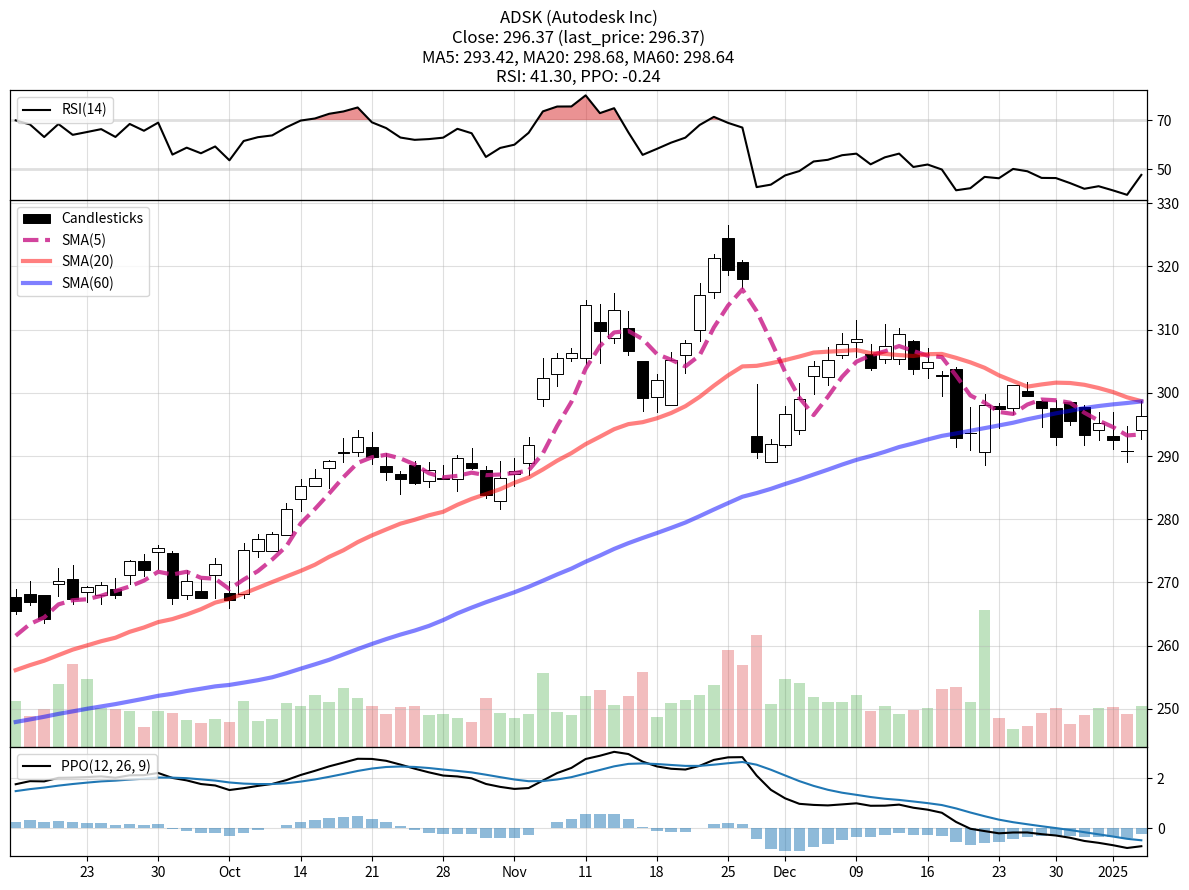 ADSK (Autodesk Inc)
Close: 296.37 (last_price: 296.37)
MA5: 293.42, MA20: 298.68, MA60: 298.64
RSI: 41.30, PPO: -0.24
RSI(14)
70
50
Candlesticks
SMA(5)
SMA(20)
SMA(60)
330
320
310
300
290
280
270
260
250
PPO(12, 26, 9)
2
0
23 30 Oct 14 21 28 Nov 11 18 25 Dec 09 16 23 30 2025